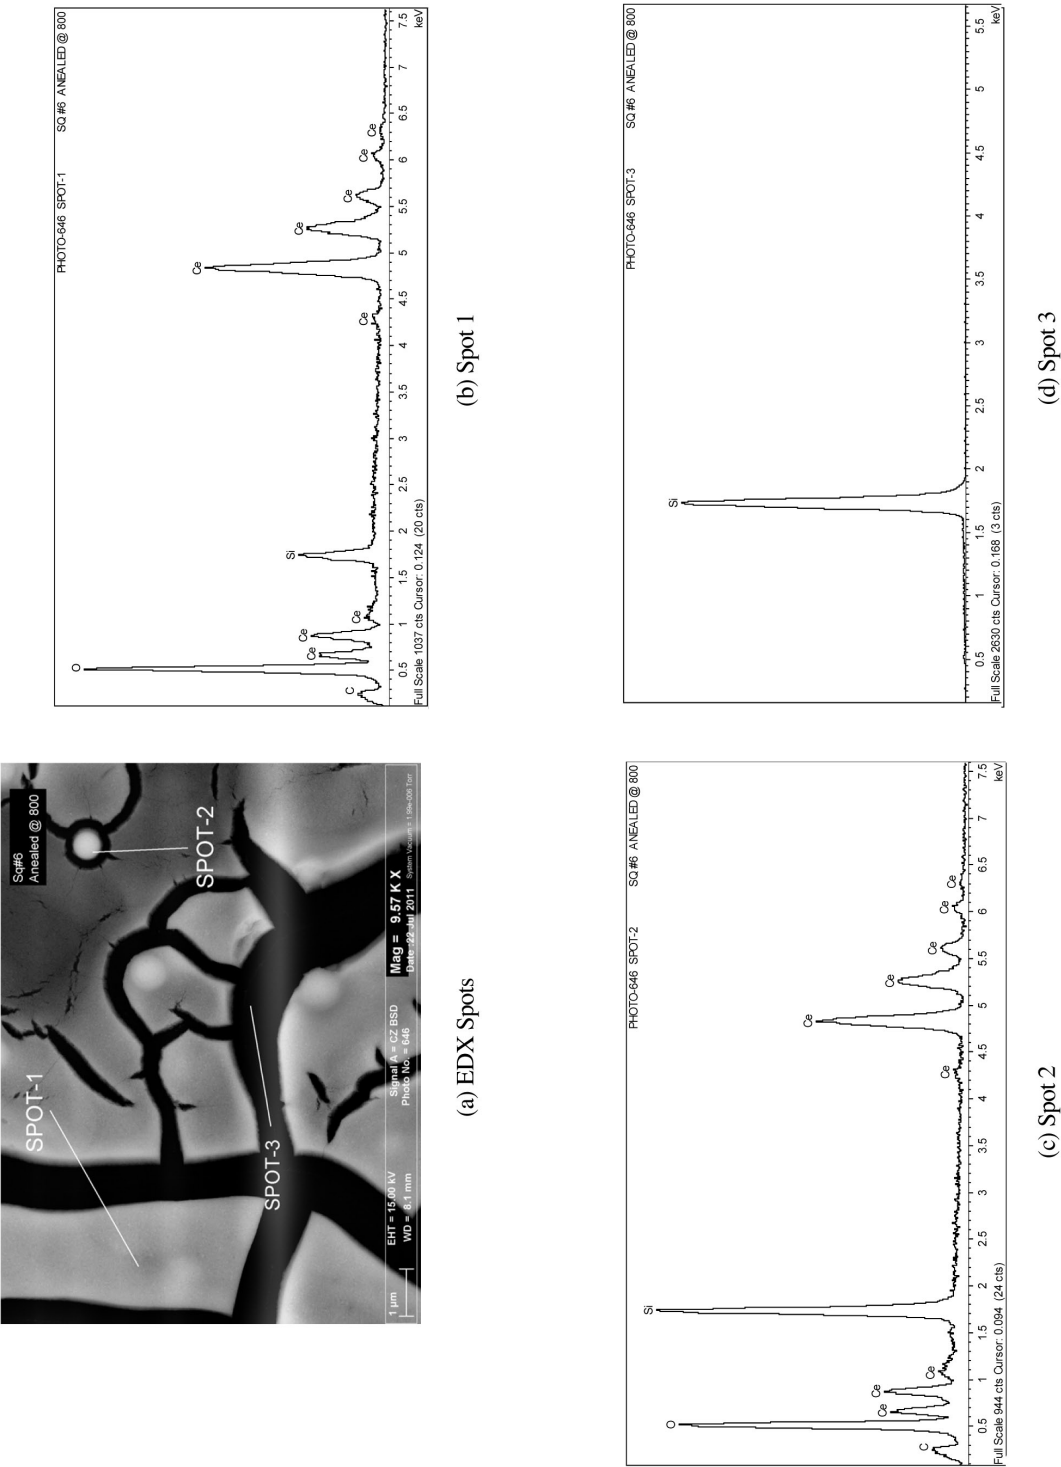 Sq#6
Anealed @ 800
SPOT-1
SPOT-2
SPOT-3
1 µm
EHT = 15.00 kV
WD = 8.1 mm
Signal A = CZ BSD
Photo No. = 646
Mag = 9.57 K X
Date :22 Jul 2011 System Vacuum = 1.99e-006 Torr
(a) EDX Spots
PHOTO-646 SPOT-1 SQ #6 ANEALED @ 800
C O Ce Ce Ce Si Ce Ce Ce Ce Ce Ce
0.5 1 1.5 2 2.5 3 3.5 4 4.5 5 5.5 6 6.5 7 7.5
Full Scale 1037 cts Cursor: 0.124 (20 cts) keV
(b) Spot 1
PHOTO-646 SPOT-2 SQ #6 ANEALED @ 800
C O Ce Ce Ce Si Ce Ce Ce Ce Ce Ce
0.5 1 1.5 2 2.5 3 3.5 4 4.5 5 5.5 6 6.5 7 7.5
Full Scale 944 cts Cursor: 0.094 (24 cts) keV
(c) Spot 2
PHOTO-646 SPOT-3 SQ #6 ANEALED @ 800
Si
0.5 1 1.5 2 2.5 3 3.5 4 4.5 5 5.5
Full Scale 2630 cts Cursor: 0.168 (3 cts) keV
(d) Spot 3